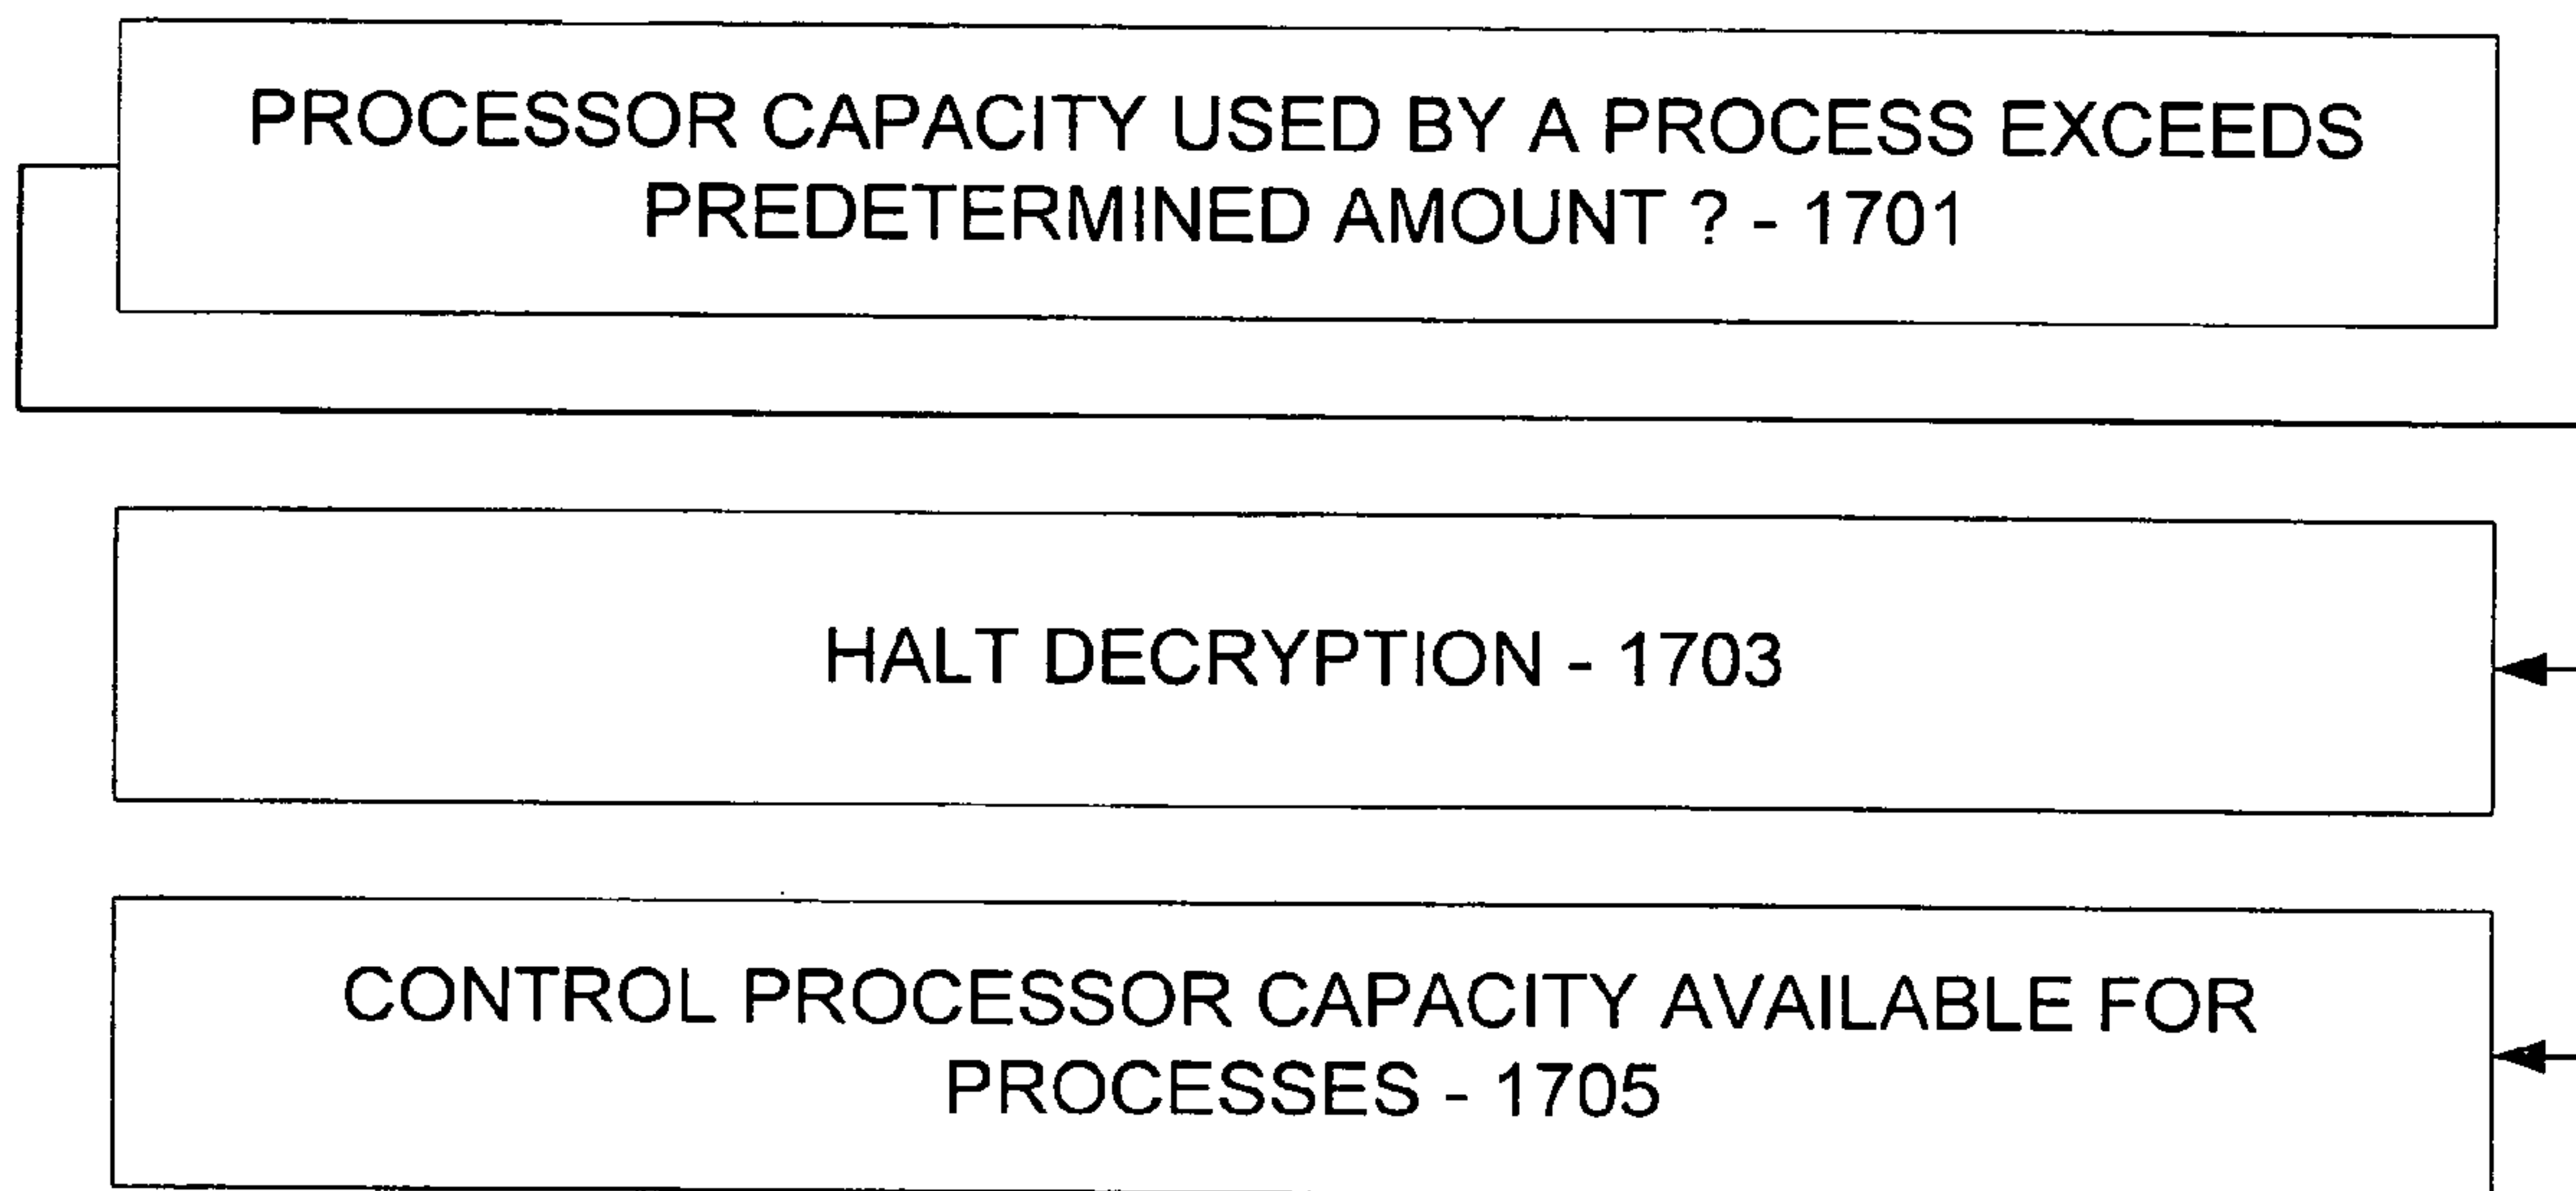 PROCESSOR CAPACITY USED BY A PROCESS EXCEEDS
PREDETERMINED AMOUNT ? - 1701
HALT DECRYPTION - 1703
CONTROL PROCESSOR CAPACITY AVAILABLE FOR
PROCESSES - 1705